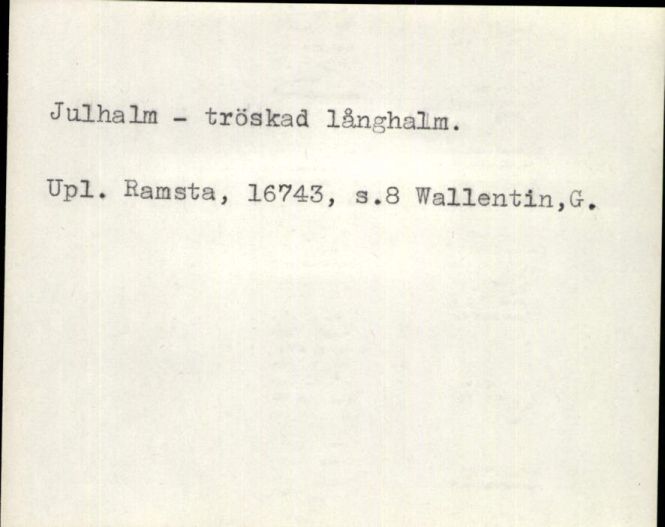 Julhalm - tröskad långhalm.
Upl. Ramsta, 16743, s.8 Wallentin,G.